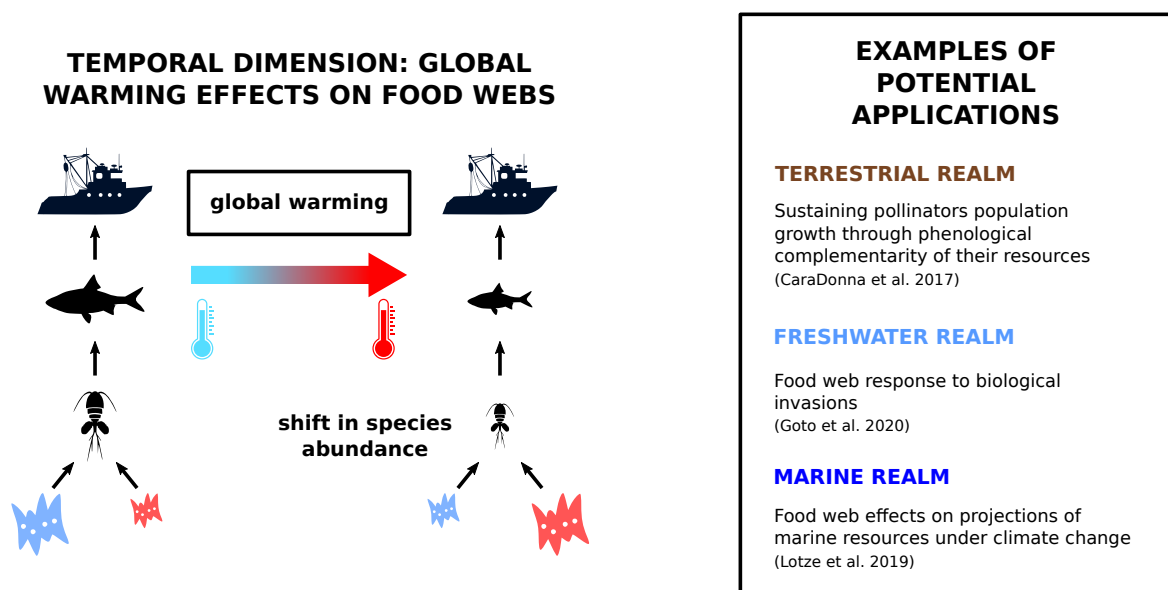 TEMPORAL DIMENSION: GLOBAL
WARMING EFFECTS ON FOOD WEBS
global warming
shift in species
abundance
EXAMPLES OF
POTENTIAL
APPLICATIONS
TERRESTRIAL REALM
Sustaining pollinators population
growth through phenological
complementarity of their resources
(CaraDonna et al. 2017)
FRESHWATER REALM
Food web response to biological
invasions
(Goto et al. 2020)
MARINE REALM
Food web effects on projections of
marine resources under climate change
(Lotze et al. 2019)